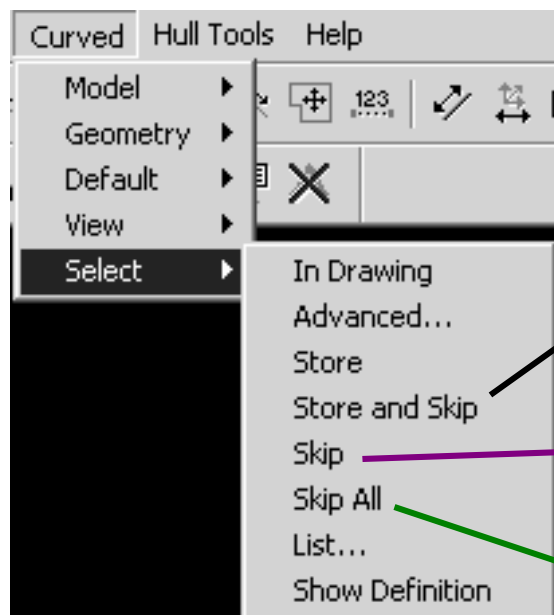 Curved Hull Tools Help
Model
123
Geometry
Default
View
Select
In Drawing
Advanced...
Store
Store and Skip
Skip
Skip All
List...
Show Definition